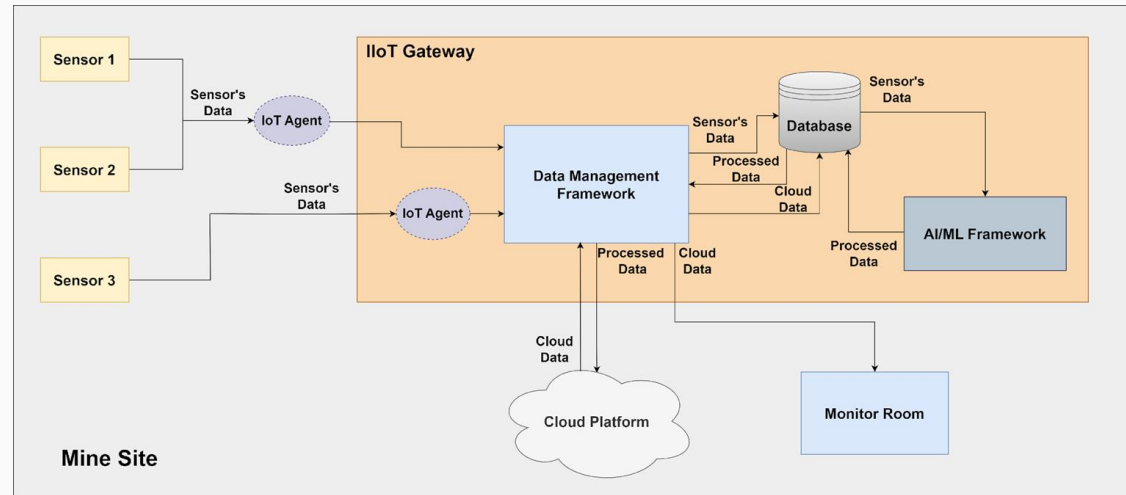 Sensor 1
IIoT Gateway
Sensor's
Data
IoT Agent
Sensor's
Data
Database
Sensor's
Data
Sensor 2
Data Management
Framework
Processed
Data
Sensor's
Data
IoT Agent
Cloud
Data
AI/ML Framework
Processed
Data
Sensor 3
Processed
Data
Cloud
Data
Cloud
Data
Cloud Platform
Monitor Room
Mine Site